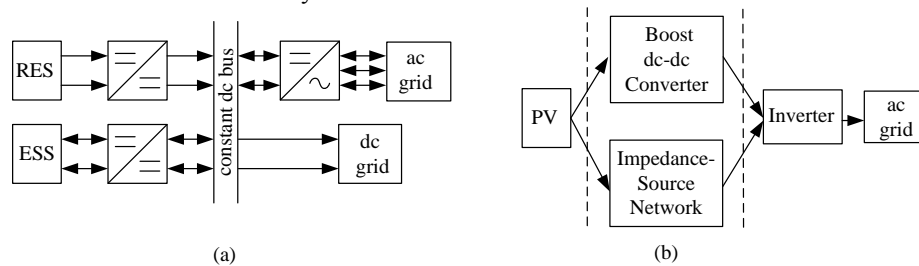 RES
ac
grid
constant dc bus
ESS
dc
grid
(a)
Boost
dc-dc
Converter
PV
Inverter
ac
grid
Impedance-
Source
Network
(b)